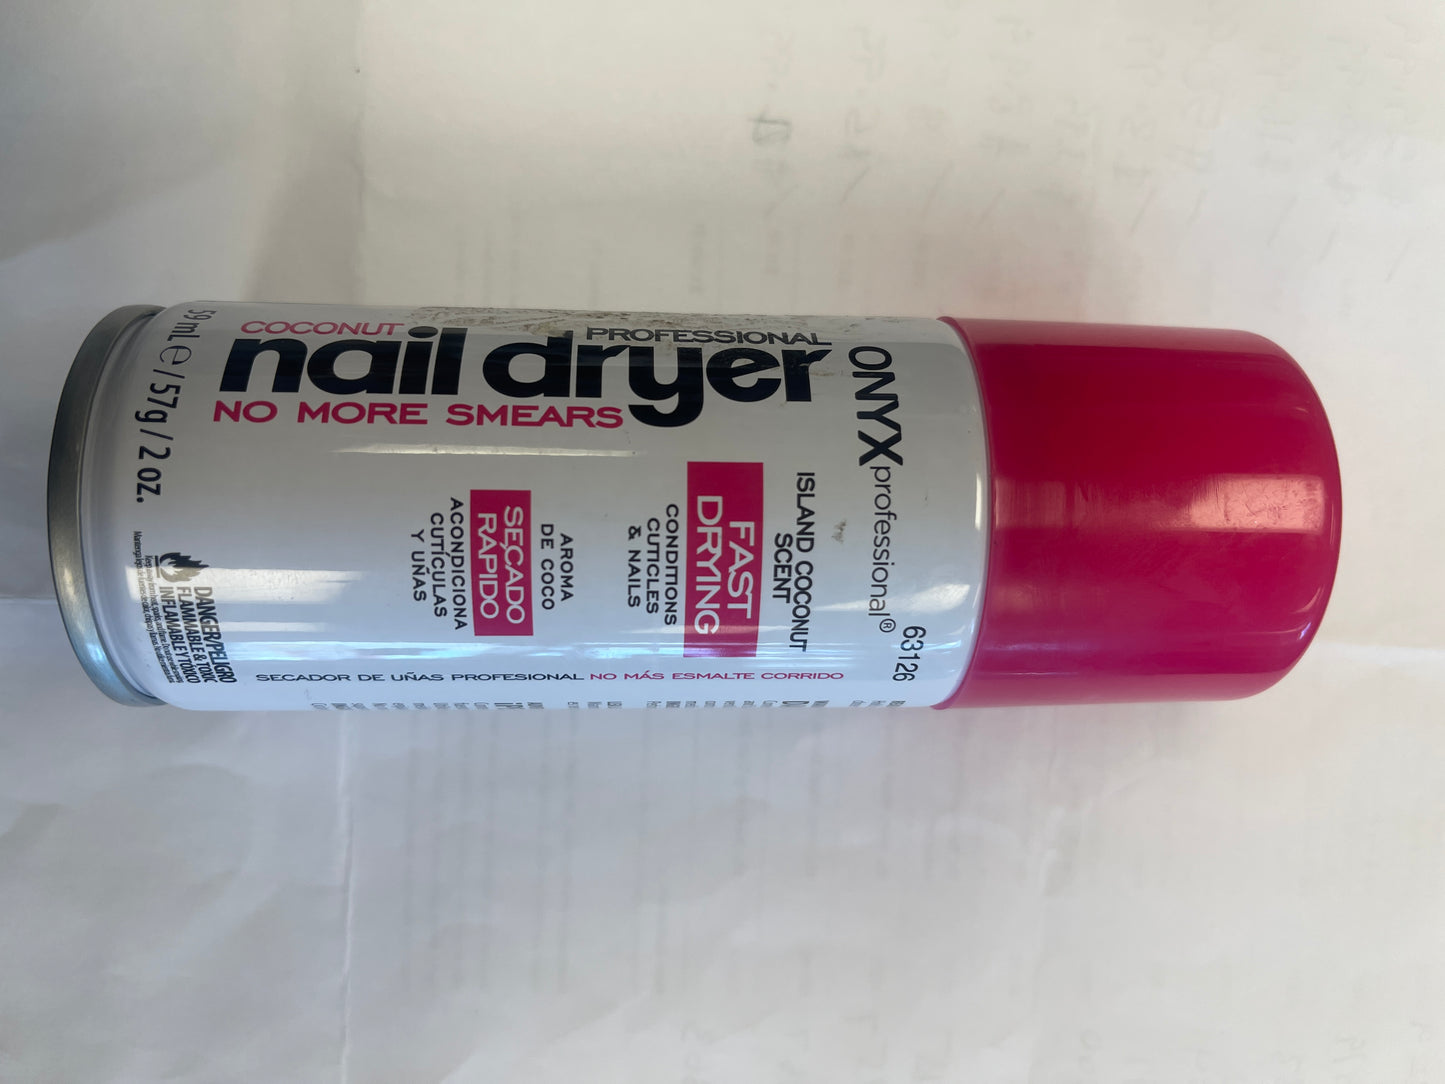 ONYX professional®
63126
COCONUT
PROFESSIONAL
nail dryer
NO MORE SMEARS
ISLAND COCONUT
SCENT
FAST
DRYING
CONDITIONS
CUTICLES
& NAILS
AROMA
DE COCO
SECADO
RÁPIDO
ACONDICIONA
CUTÍCULAS
Y UÑAS
SECADOR DE UÑAS PROFESIONAL NO MÁS ESMALTE CORRIDO
DANGER/PELIGRO
FLAMMABLE & TOXIC
INFLAMABLE Y TÓXICO
59 mL ℮ / 57g / 2 oz.